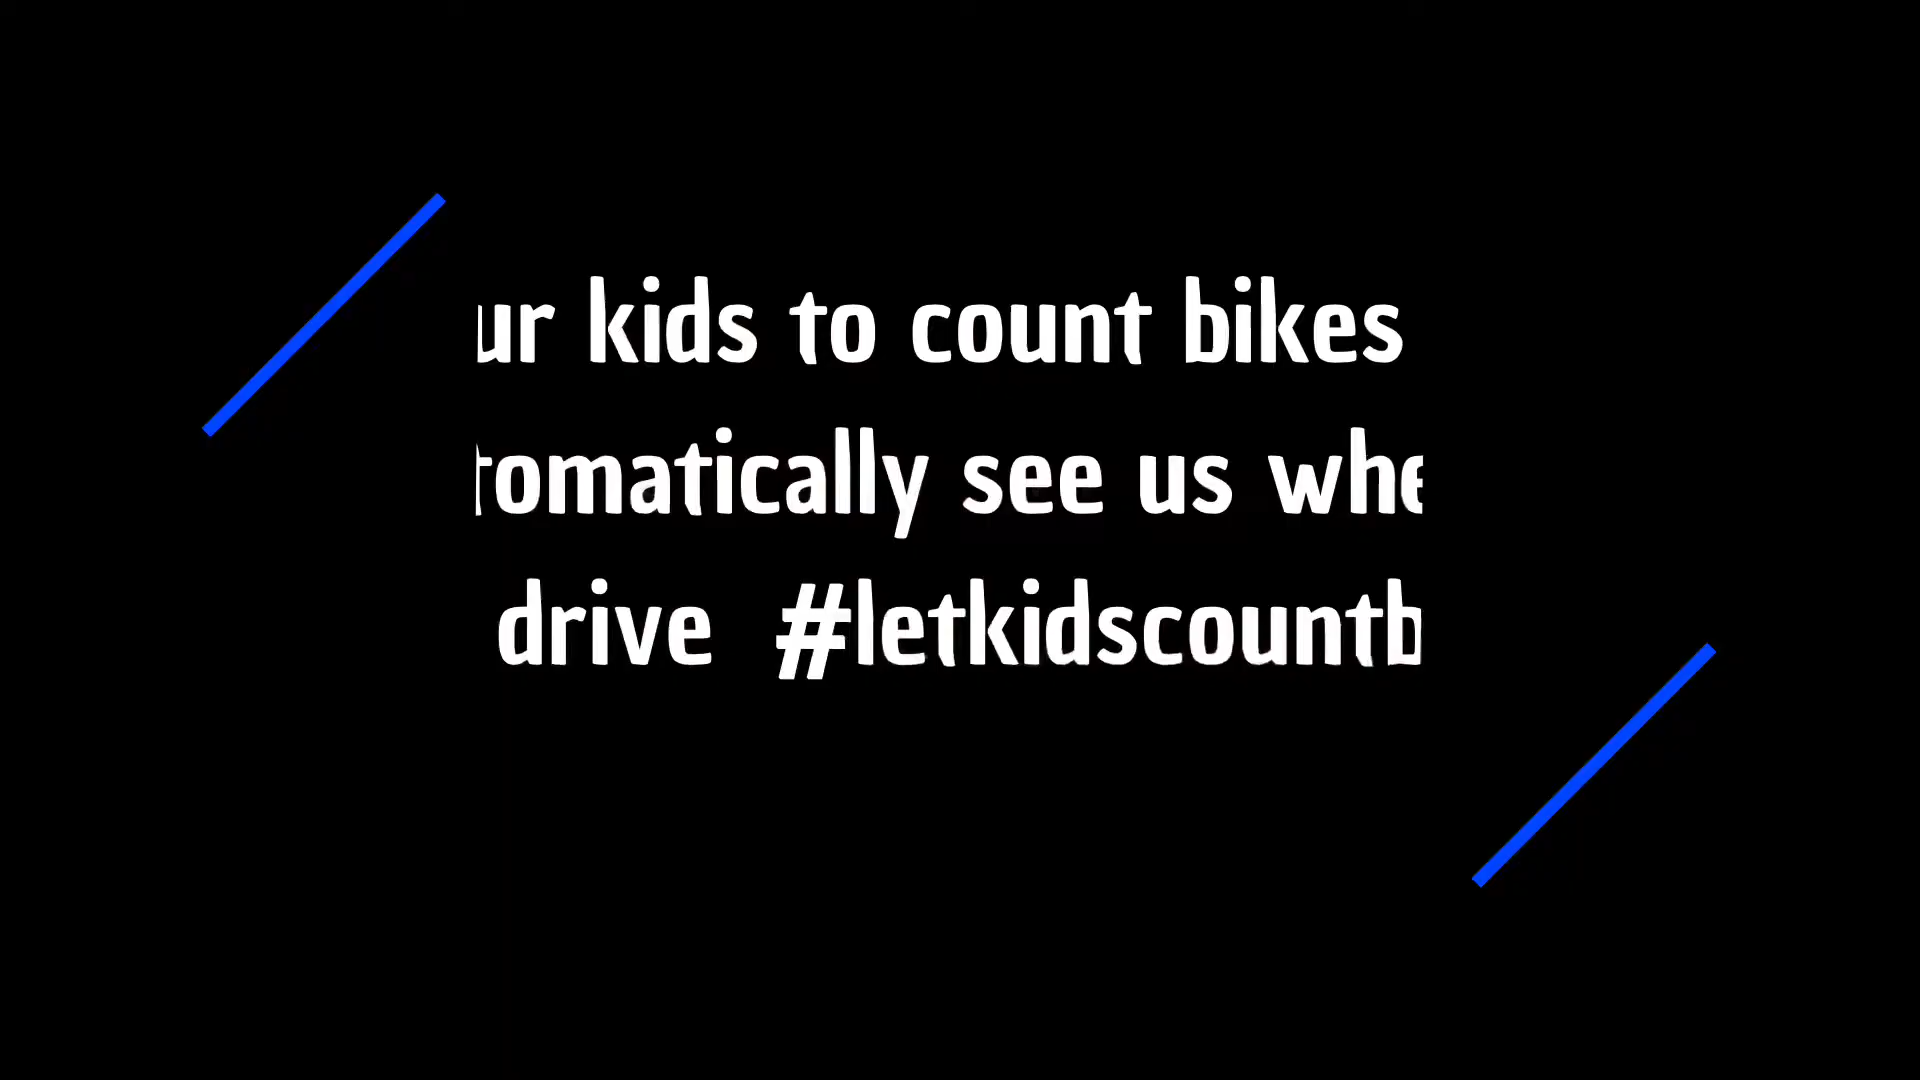 ur kids to count bikes
tomatically see us whe
drive #letkidscountb